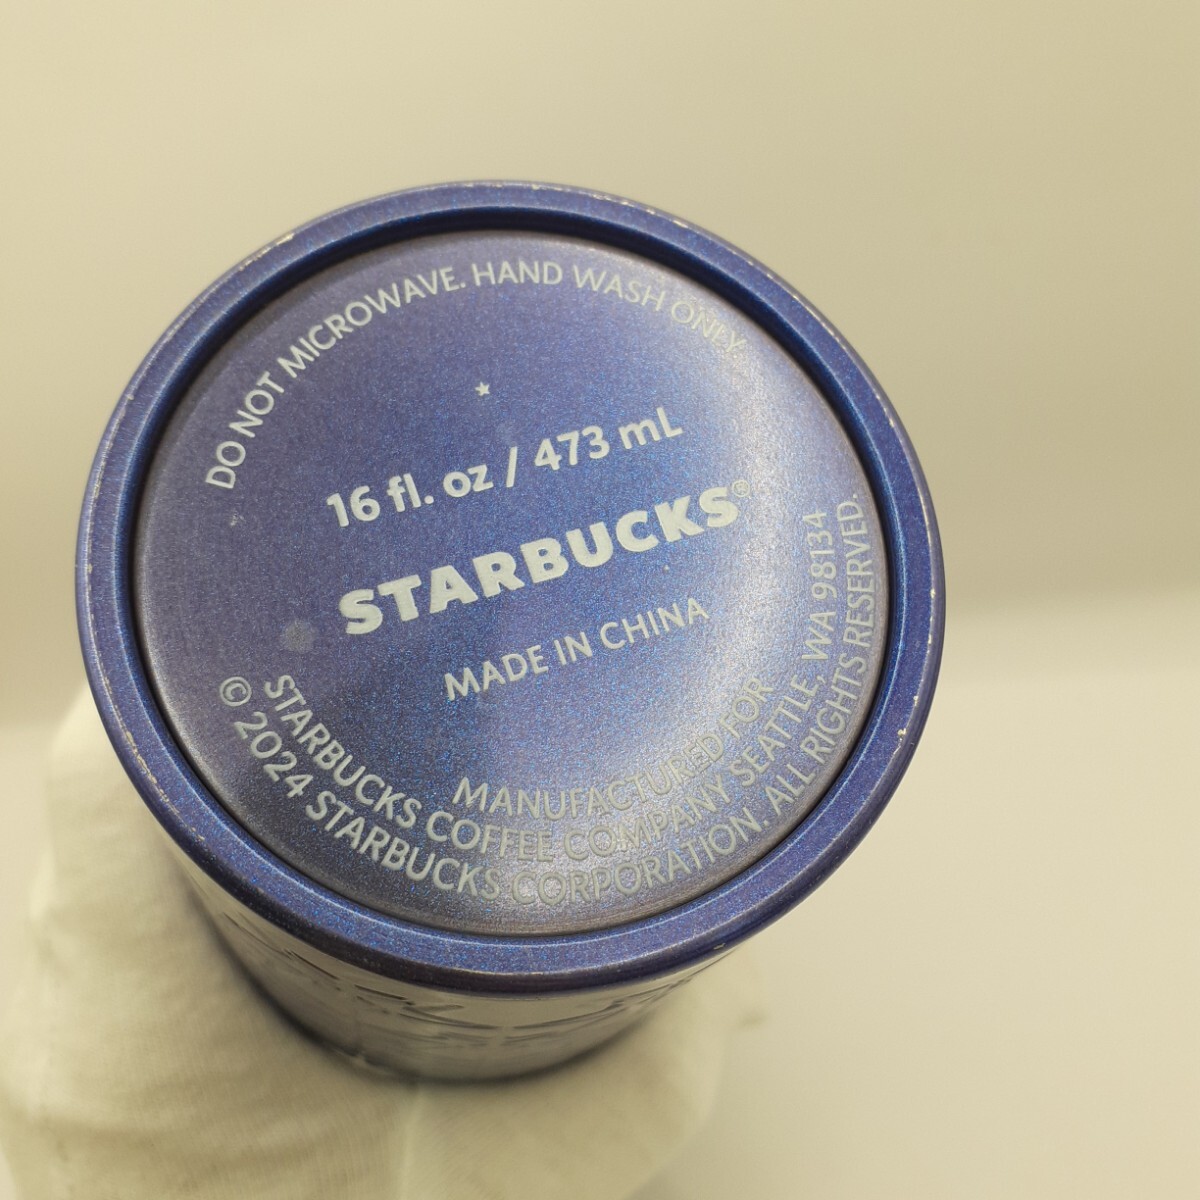 DO NOT MICROWAVE. HAND WASH ONLY.
16 fl. oz / 473 mL
STARBUCKS®
MADE IN CHINA
MANUFACTURED FOR
STARBUCKS COFFEE COMPANY SEATTLE, WA 98134
© 2024 STARBUCKS CORPORATION. ALL RIGHTS RESERVED.